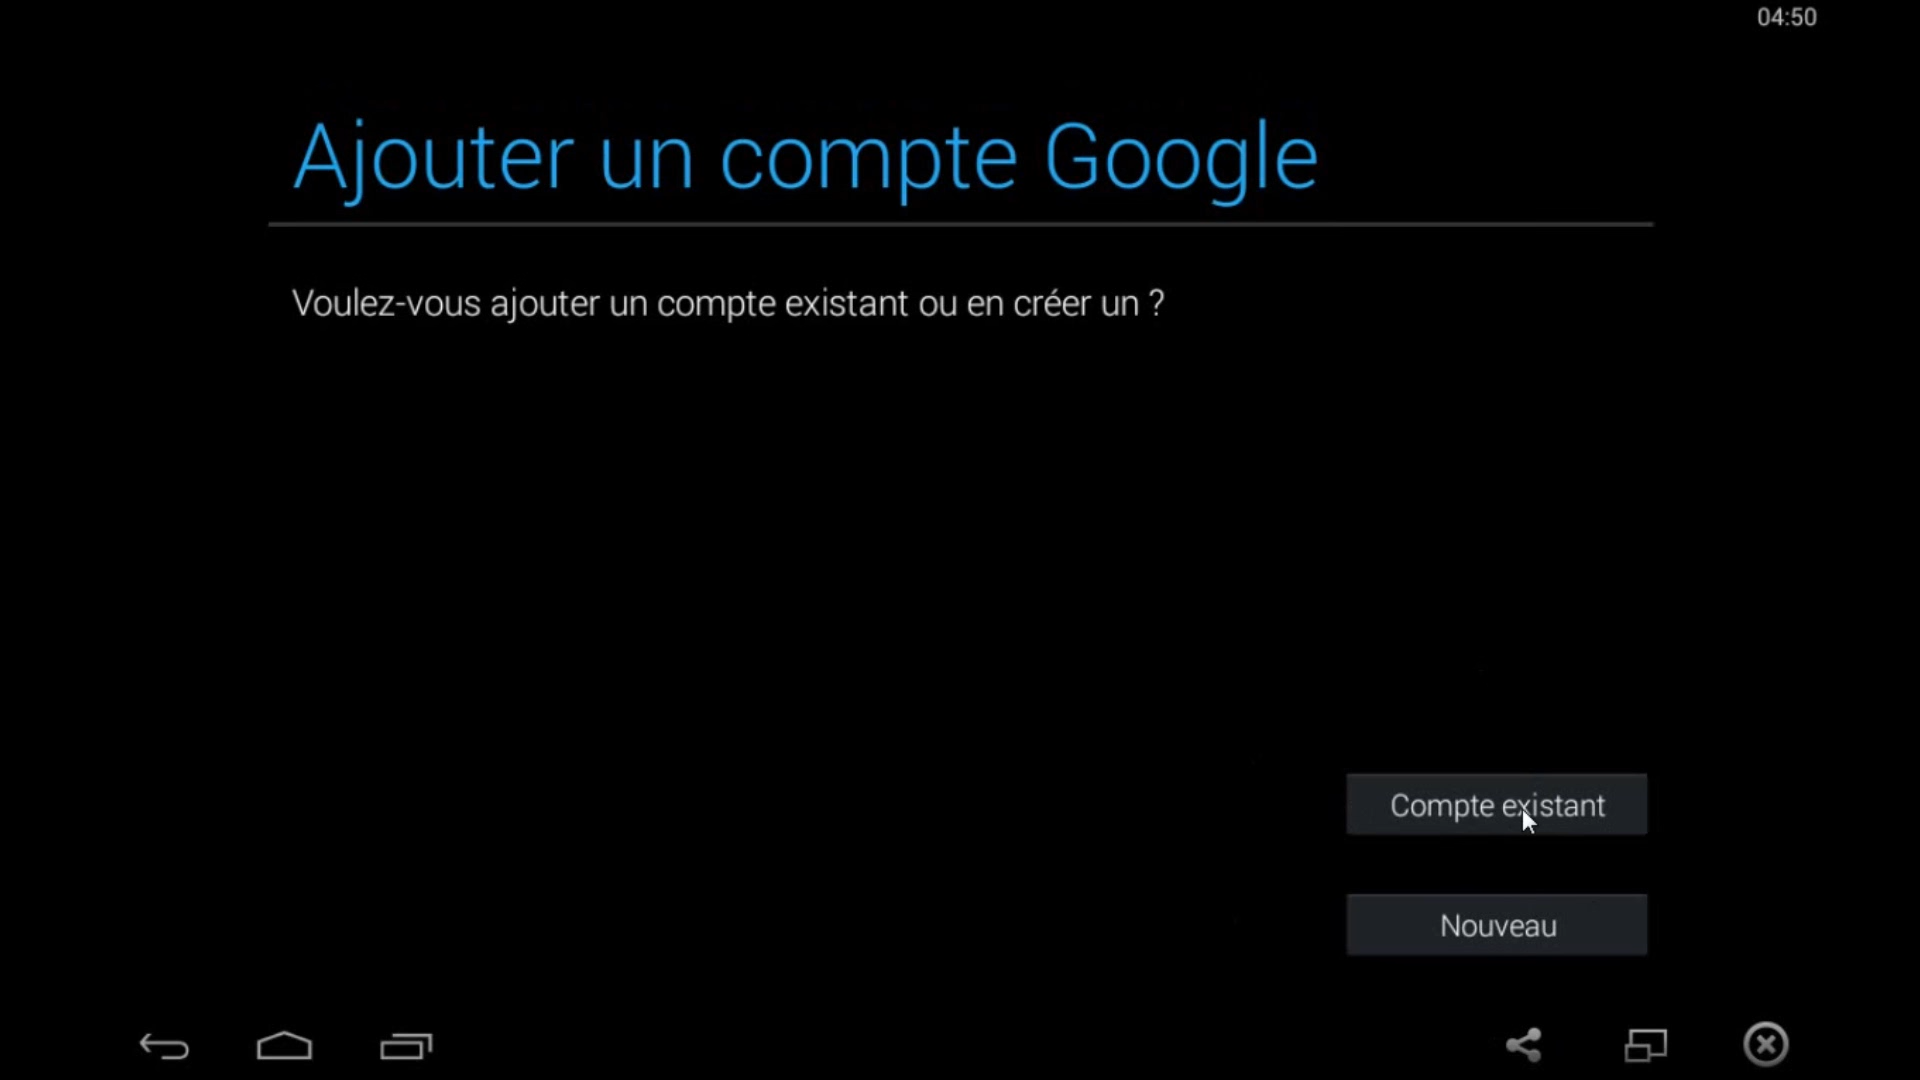 04:50
Ajouter un compte Google
Voulez-vous ajouter un compte existant ou en créer un ?
Compte existant
Nouveau